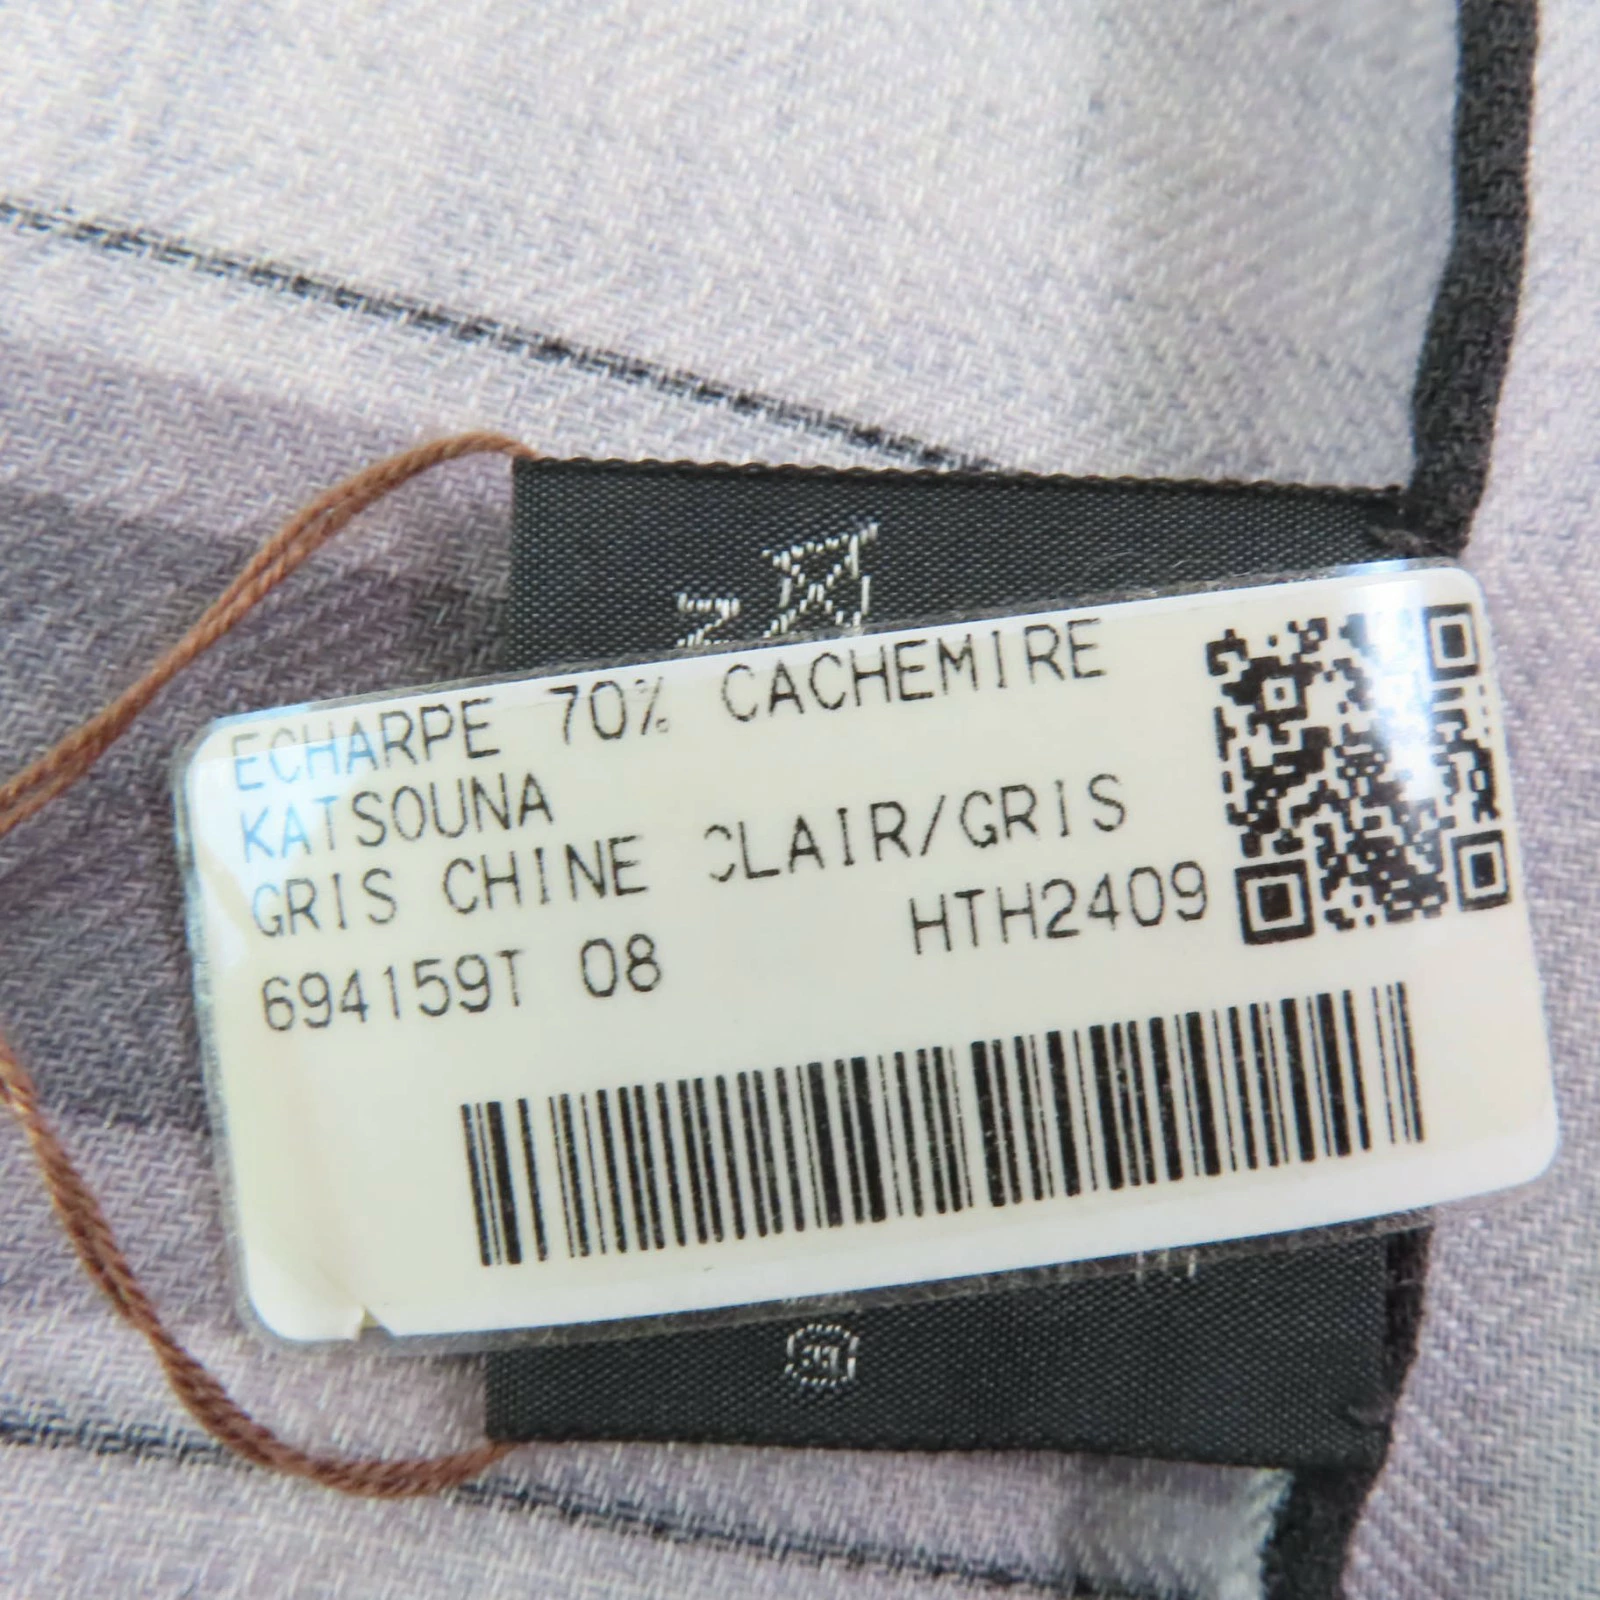 ECHARPE 70% CACHEMIRE
KATSOUNA
GRIS CHINE CLAIR/GRIS
694159T 08 HTH2409